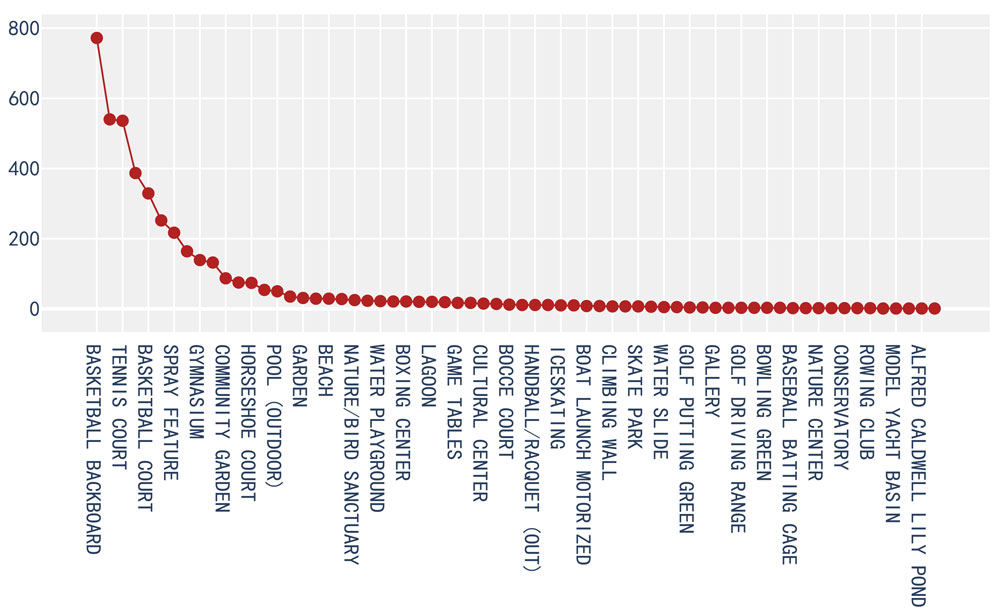 800
600
400
200
0
BASKETBALL BACKBOARD
TENNIS COURT
BASKETBALL COURT
SPRAY FEATURE
GYMNASIUM
COMMUNITY GARDEN
HORSESHOE COURT
POOL (OUTDOOR)
GARDEN
BEACH
NATURE/BIRD SANCTUARY
WATER PLAYGROUND
BOXING CENTER
LAGOON
GAME TABLES
CULTURAL CENTER
BOCCE COURT
HANDBALL/RACQUET (OUT)
ICESKATING
BOAT LAUNCH MOTORIZED
CLIMBING WALL
SKATE PARK
WATER SLIDE
GOLF PUTTING GREEN
GALLERY
GOLF DRIVING RANGE
BOWLING GREEN
BASEBALL BATTING CAGE
NATURE CENTER
CONSERVATORY
ROWING CLUB
MODEL YACHT BASIN
ALFRED CALDWELL LILY POND